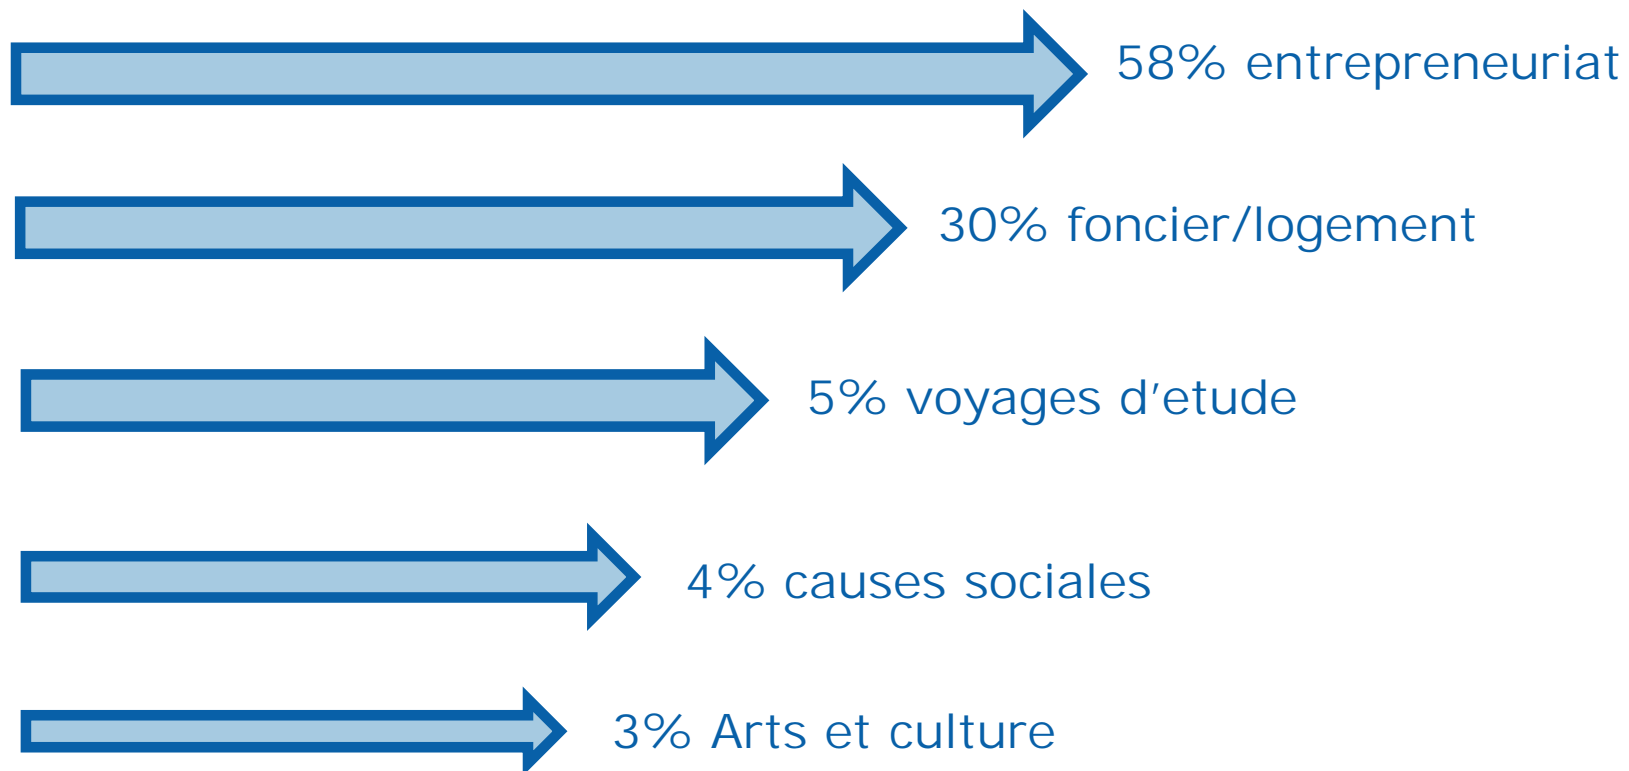 58% entrepreneuriat
30% foncier/logement
5% voyages d'etude
4% causes sociales
3% Arts et culture